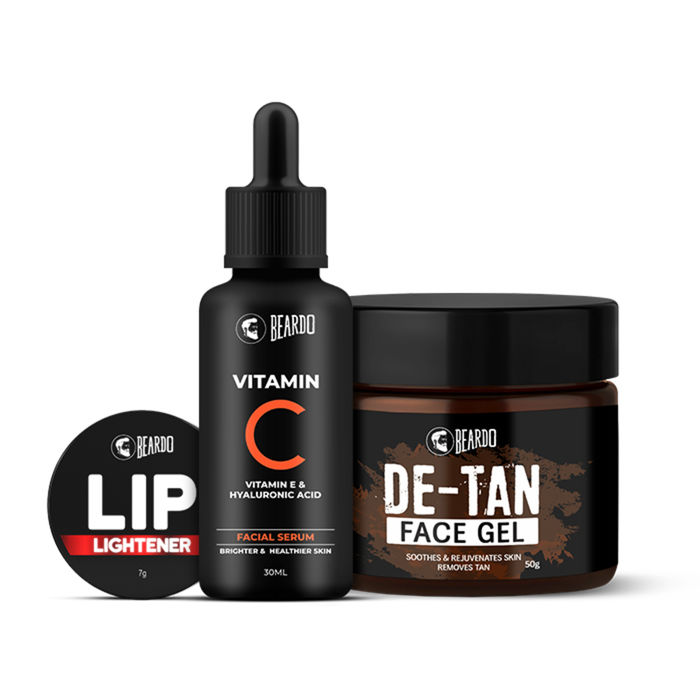 BEARDO
LIP
LIGHTENER
7g
BEARDO
VITAMIN
C
VITAMIN E &
HYALURONIC ACID
FACIAL SERUM
BRIGHTER & HEALTHIER SKIN
30ML
BEARDO
DE-TAN
FACE GEL
SOOTHES & REJUVENATES SKIN
REMOVES TAN
50g